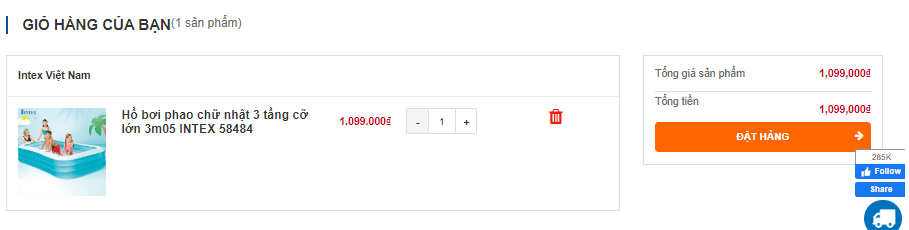 GIỎ HÀNG CỦA BẠN(1 sản phẩm)
Intex Việt Nam
INTEX
Hồ bơi phao chữ nhật 3 tầng cỡ
lớn 3m05 INTEX 58484
1.099.000₫
- 1 +
Tổng giá sản phẩm 1,099,000₫
Tổng tiền 1,099,000₫
ĐẶT HÀNG
285K
Follow
Share